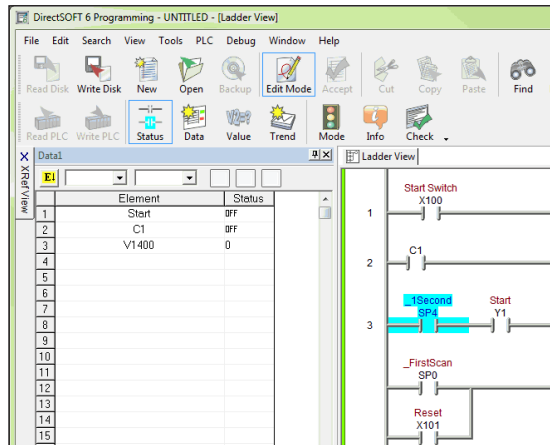 DirectSOFT 6 Programming - UNTITLED - [Ladder View]
File Edit Search View Tools PLC Debug Window Help
Read Disk Write Disk New Open Backup Edit Mode Accept Cut Copy Paste Find
Read PLC Write PLC Status Data Value Trend Mode Info Check
X XRef View
Data1
Ladder View
Element Status
1 Start OFF
2 C1 OFF
3 V1400 0
4
5
6
7
8
9
10
11
12
13
14
15
Start Switch
X100
1
C1
2
_1Second Start
SP4 Y1
3
_FirstScan
SP0
Reset
X101